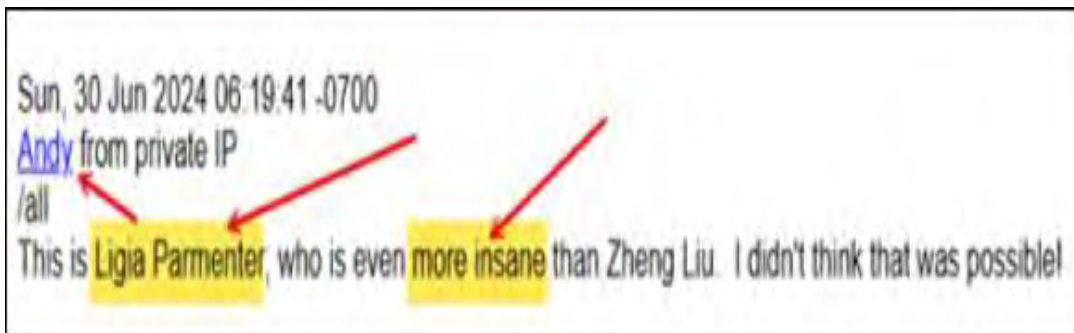 Sun, 30 Jun 2024 06:19:41 -0700
Andy from private IP
/all
This is Ligia Parmenter, who is even more insane than Zheng Liu. I didn't think that was possible!